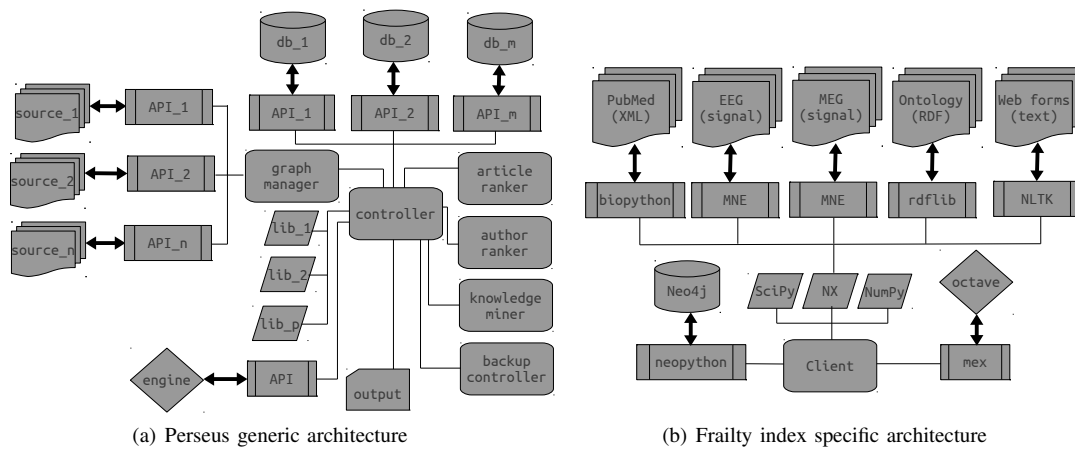 db_1
db_2
db_m
API_1
API_2
API_m
source_1
API_1
source_2
API_2
source_n
API_n
graph
manager
controller
article
ranker
author
ranker
knowledge
miner
backup
controller
lib_1
lib_2
lib_p
engine
API
output
(a) Perseus generic architecture
PubMed
(XML)
EEG
(signal)
MEG
(signal)
Ontology
(RDF)
Web forms
(text)
biopython
MNE
MNE
rdflib
NLTK
Neo4j
SciPy
NX
NumPy
octave
neopython
Client
mex
(b) Frailty index specific architecture